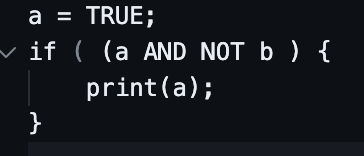 a = TRUE;
if ( (a AND NOT b ) {
    print(a);
}